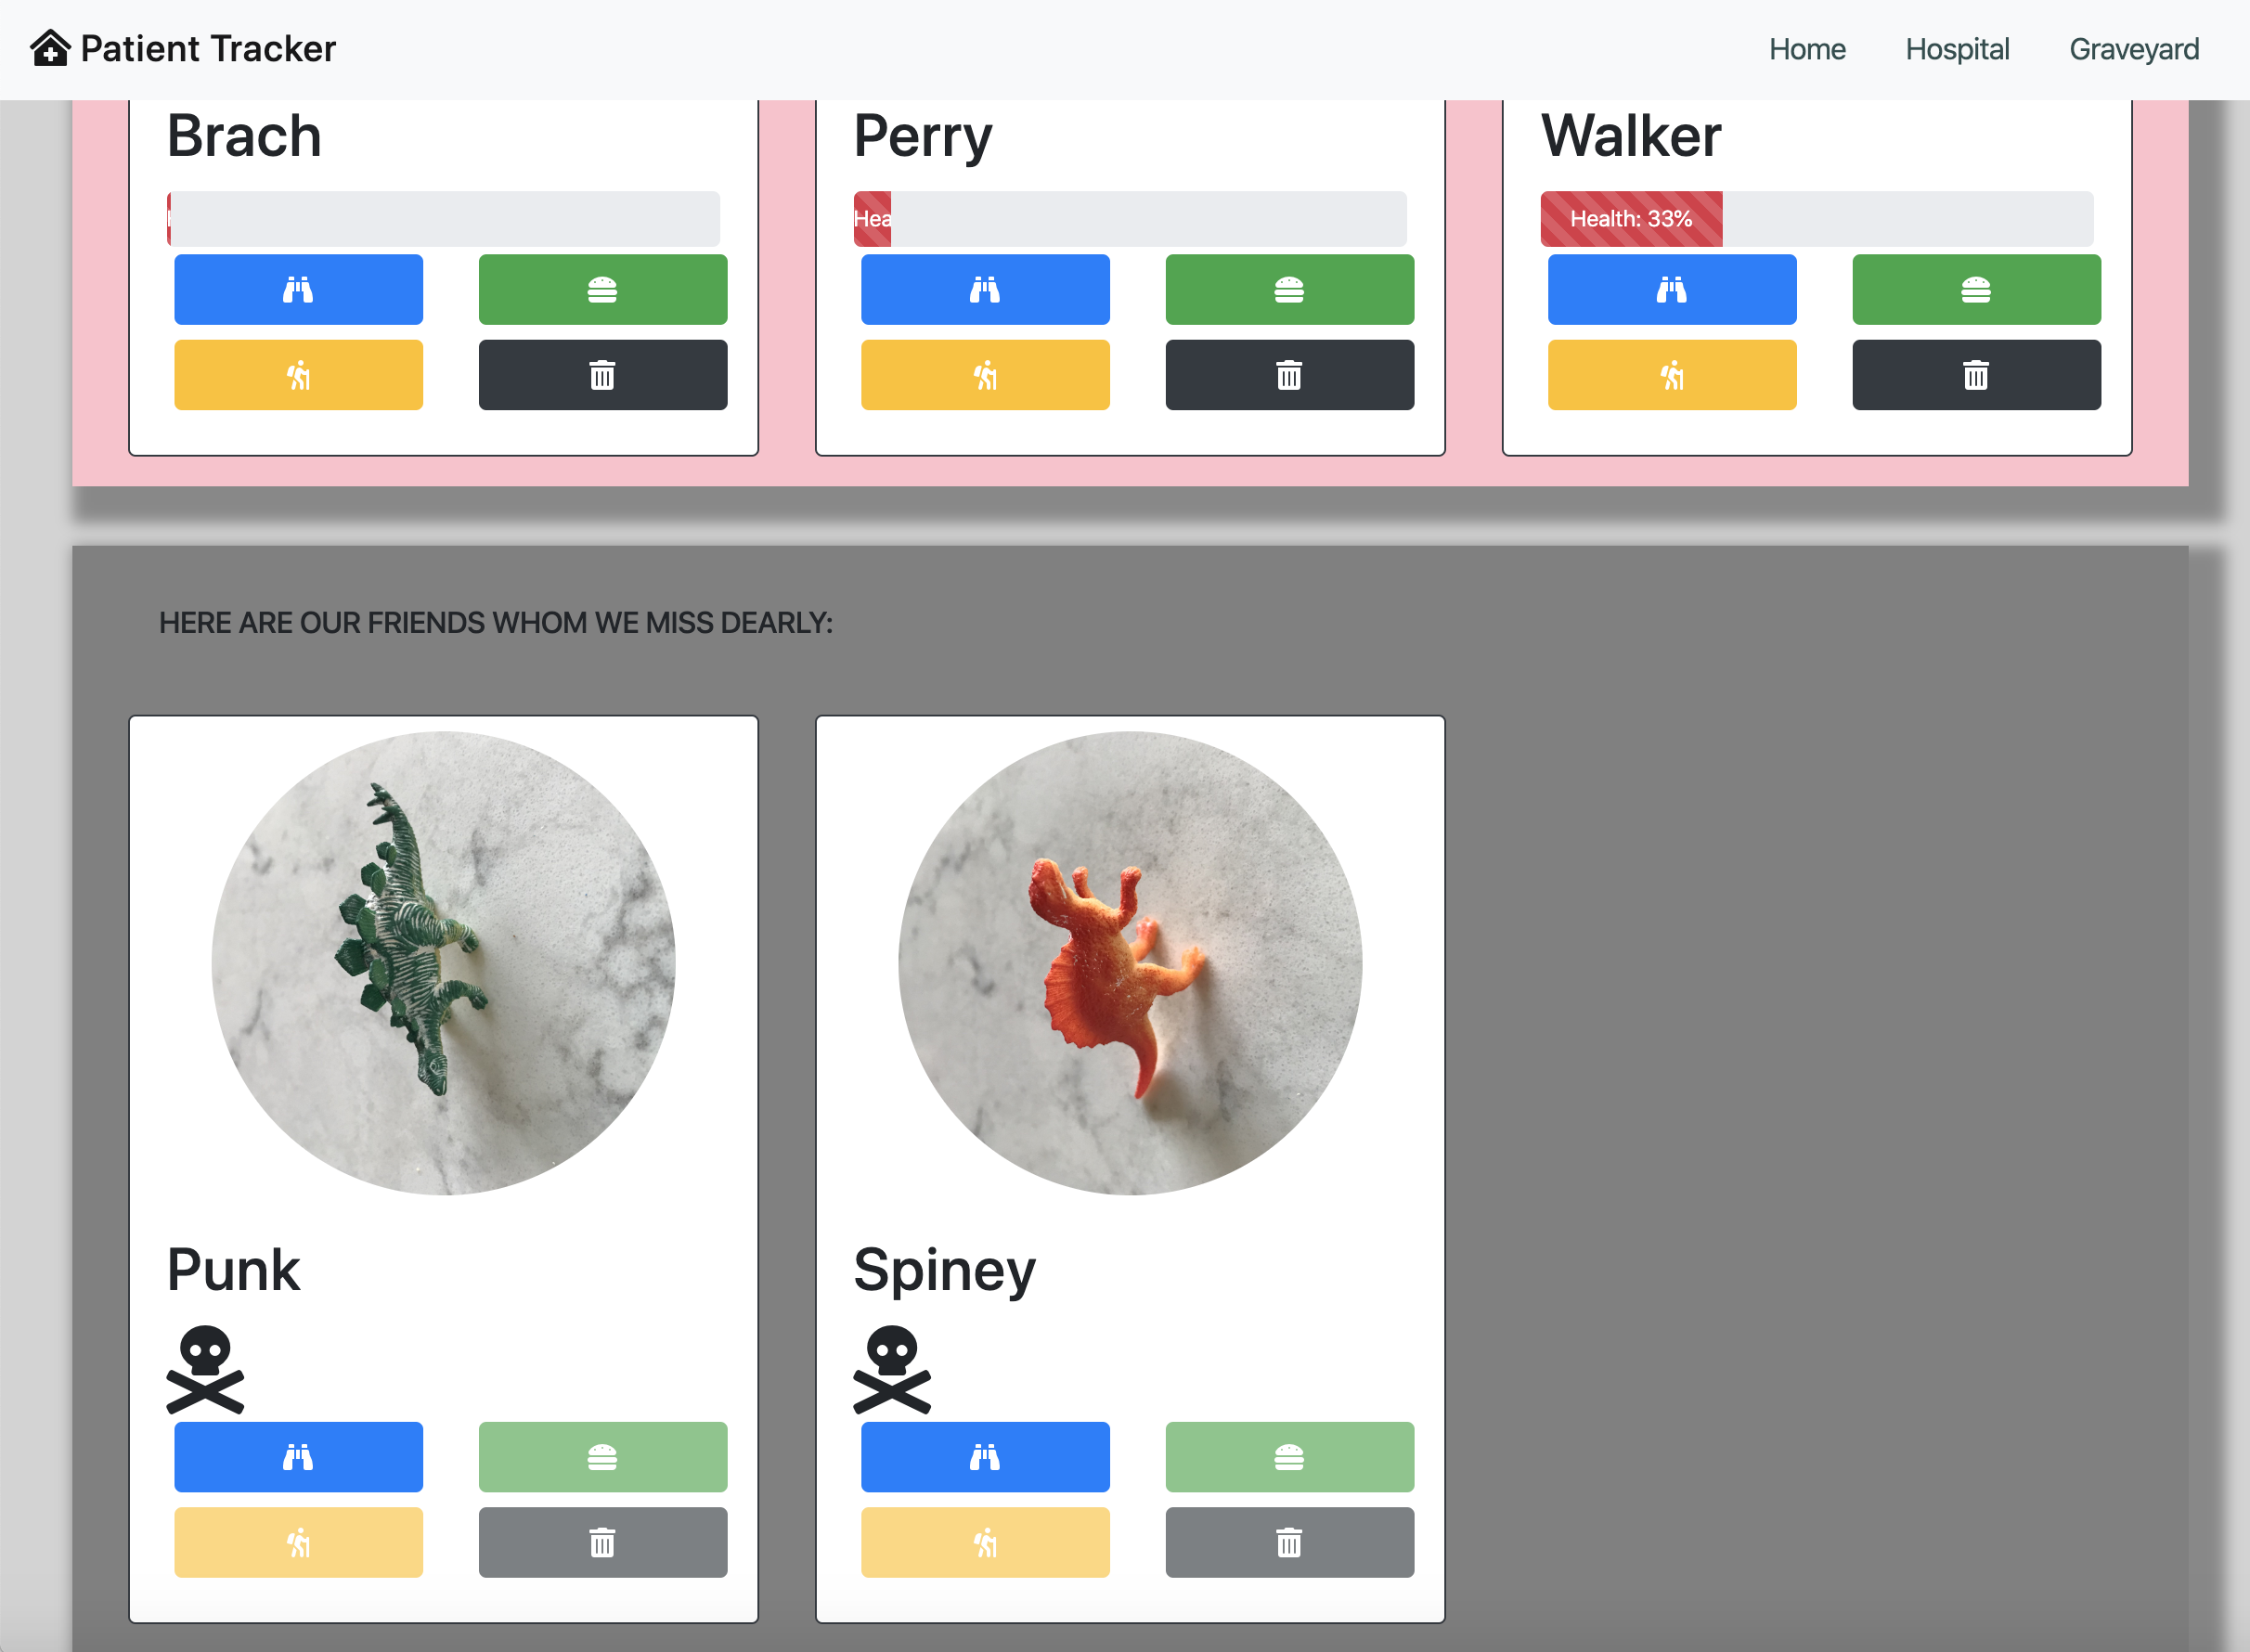 Patient Tracker Home Hospital Graveyard
Brach Perry Walker
Hea Health: 33%
HERE ARE OUR FRIENDS WHOM WE MISS DEARLY:
Punk Spiney